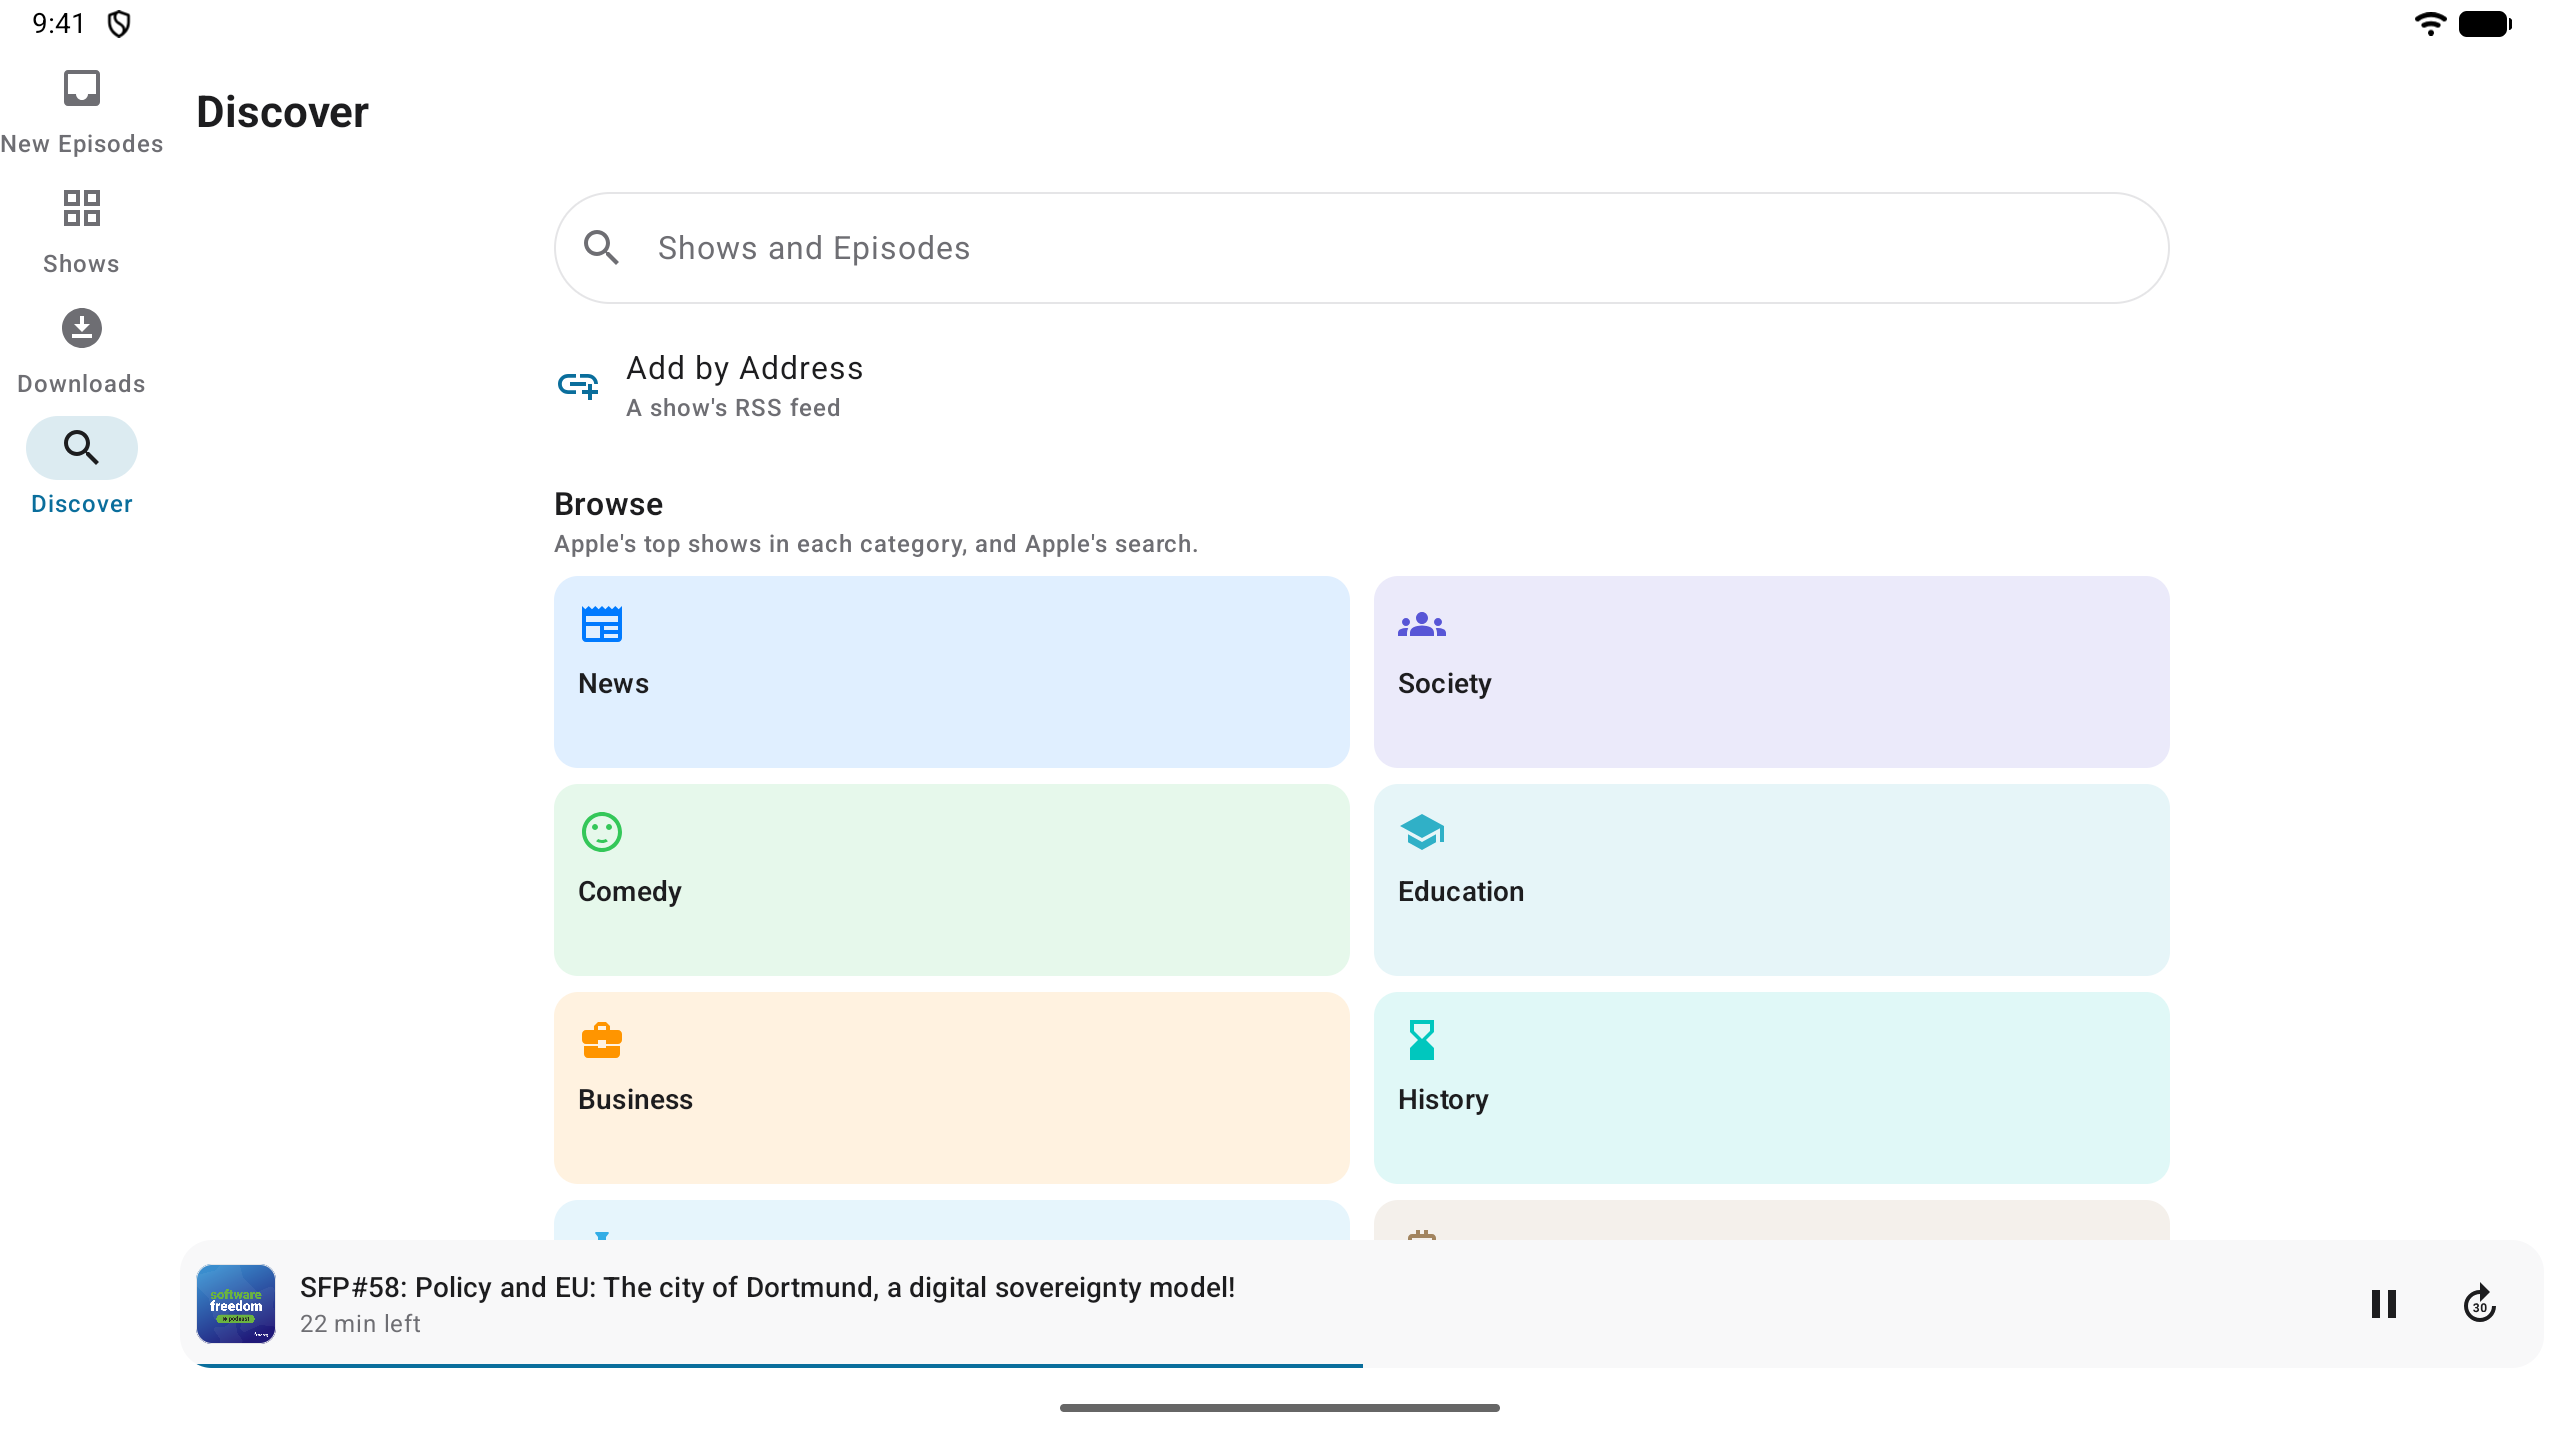 9:41
New Episodes
Shows
Downloads
Discover
Discover
Shows and Episodes
Add by Address
A show's RSS feed
Browse
Apple's top shows in each category, and Apple's search.
News
Society
Comedy
Education
Business
History
software
freedom
podcast
SFP#58: Policy and EU: The city of Dortmund, a digital sovereignty model!
22 min left
30